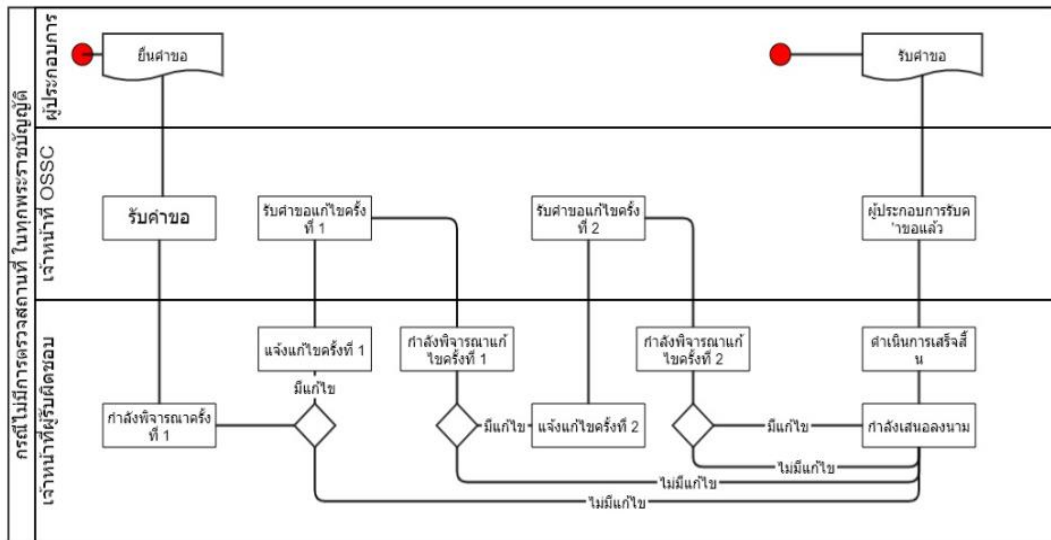 กรณีไม่มีการตรวจสถานที่ ในทุกพระราชบัญญัติ
ผู้ประกอบการ
ยื่นคำขอ
รับคำขอ
เจ้าหน้าที่ OSSC
รับคำขอ
รับคำขอแก้ไขครั้ง
ที่ 1
รับคำขอแก้ไขครั้ง
ที่ 2
ผู้ประกอบการรับค
ำขอแล้ว
เจ้าหน้าที่ผู้รับผิดชอบ
แจ้งแก้ไขครั้งที่ 1
กำลังพิจารณาแก้
ไขครั้งที่ 1
กำลังพิจารณาแก้
ไขครั้งที่ 2
ดำเนินการเสร็จสิ้
น
มีแก้ไข
กำลังพิจารณาครั้ง
ที่ 1
มีแก้ไข
แจ้งแก้ไขครั้งที่ 2
มีแก้ไข
กำลังเสนอลงนาม
ไม่มีแก้ไข
ไม่มีแก้ไข
ไม่มีแก้ไข